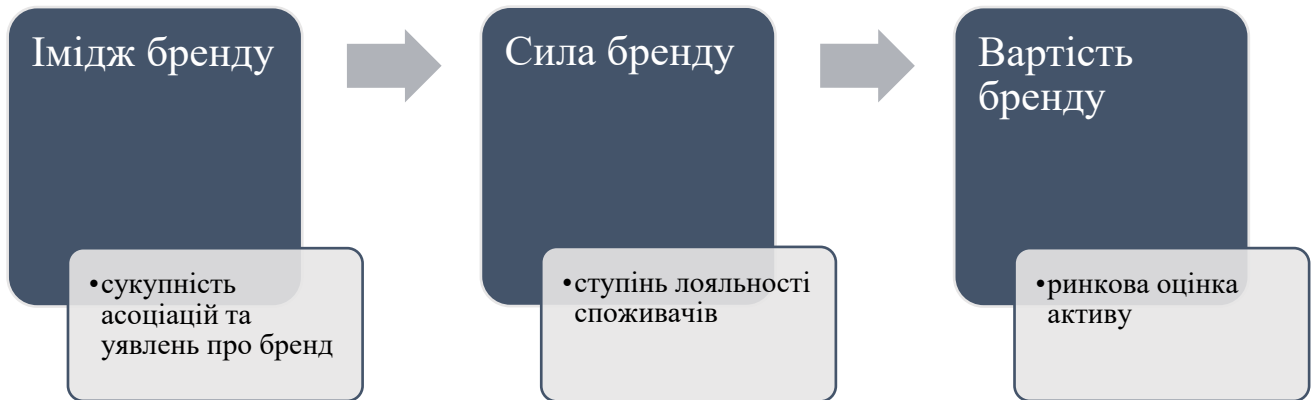 Імідж бренду
•сукупність
асоціацій та
уявлень про бренд
Сила бренду
•ступінь лояльності
споживачів
Вартість
бренду
•ринкова оцінка
активу